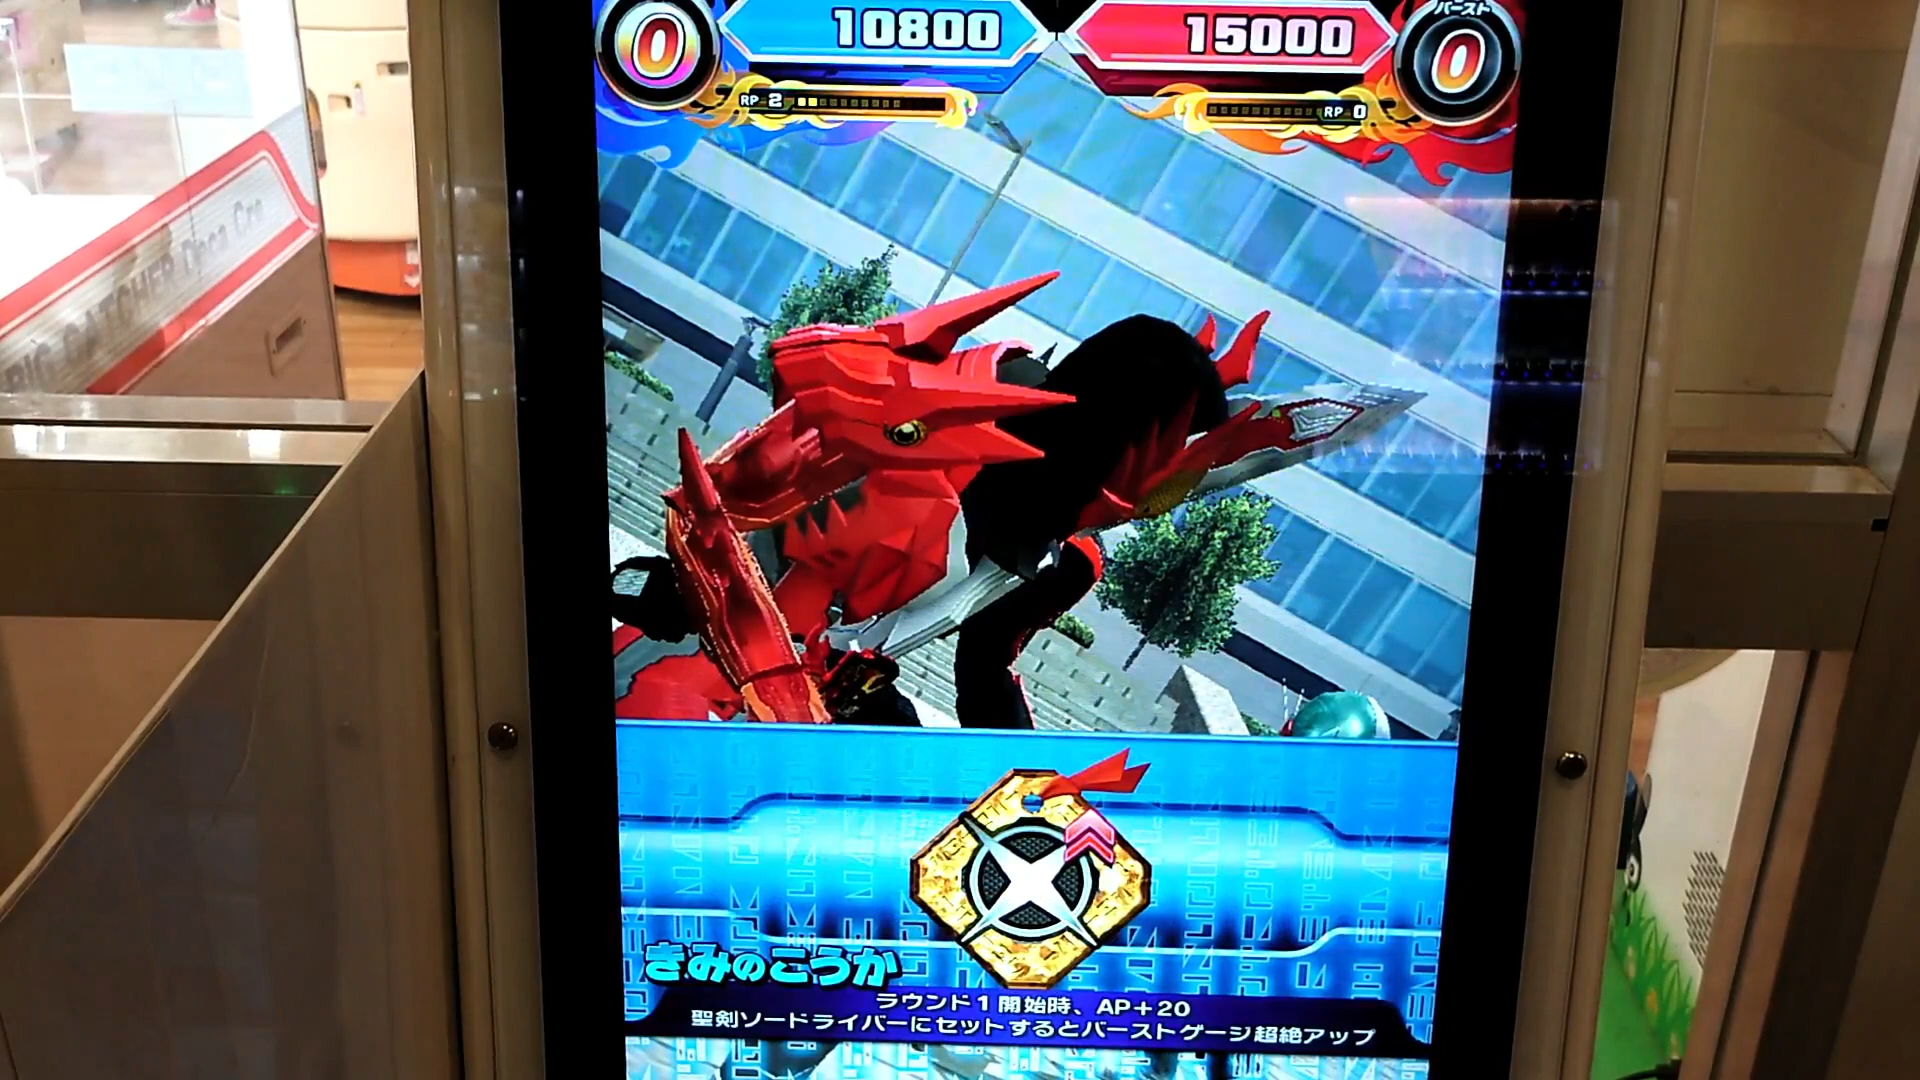 バースト
0
10800
15000
0
RP 2
RP 0
BIG CATCHER
きみのこうか
ラウンド1開始時、AP+20
聖剣ソードライバーにセットするとバーストゲージ超絶アップ